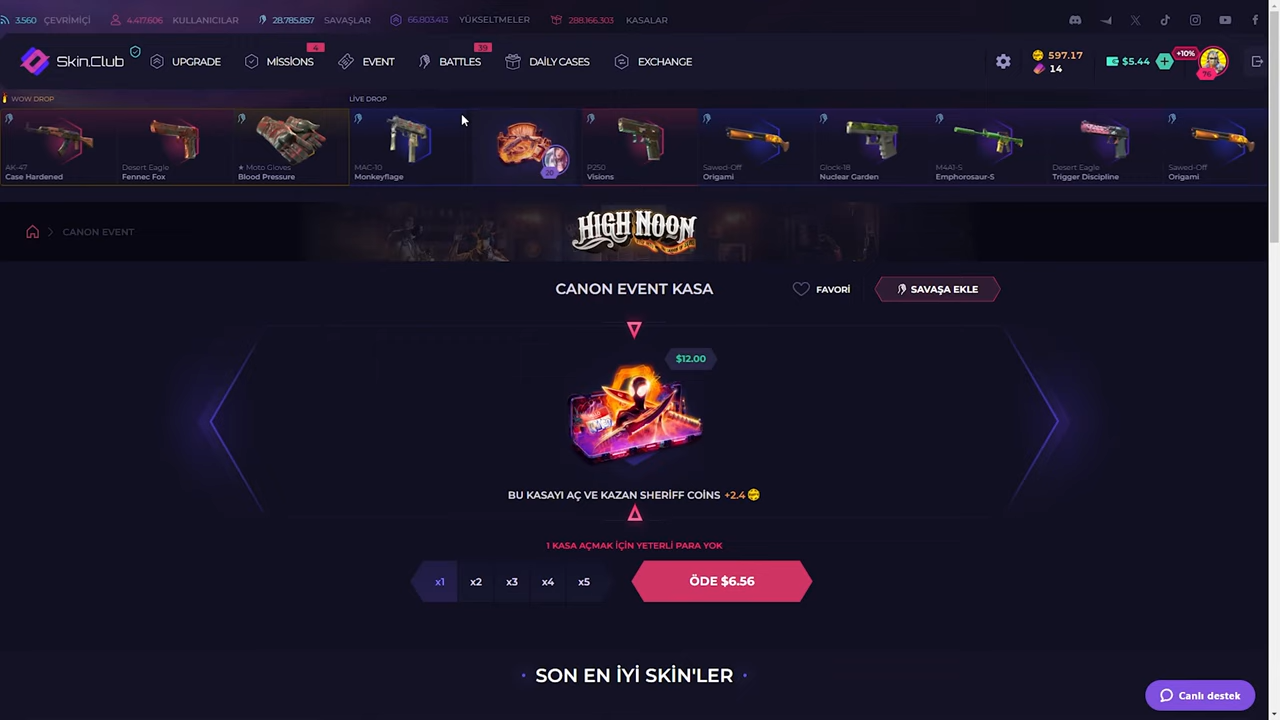 3.560 ÇEVRİMİÇİ 4.417.606 KULLANICILAR 28.785.857 SAVAŞLAR 66.803.413 YÜKSELTMELER 288.166.303 KASALAR
Skin.Club UPGRADE 4 MISSIONS EVENT 39 BATTLES DAILY CASES EXCHANGE 597.17 14 $5.44 +10% 76
WOW DROP LIVE DROP
AK-47 Desert Eagle ★ Moto Gloves MAC-10 20 P250 Sawed-Off Glock-18 M4A1-S Desert Eagle Sawed-Off
Case Hardened Fennec Fox Blood Pressure Monkeyflage Visions Origami Nuclear Garden Emphorosaur-S Trigger Discipline Origami
HIGH NOON
CANON EVENT
CANON EVENT KASA FAVORİ SAVAŞA EKLE
$12.00
BU KASAYI AÇ VE KAZAN SHERIFF COINS +2.4
1 KASA AÇMAK İÇİN YETERLİ PARA YOK
x1 x2 x3 x4 x5 ÖDE $6.56
SON EN İYİ SKIN'LER
Canlı destek